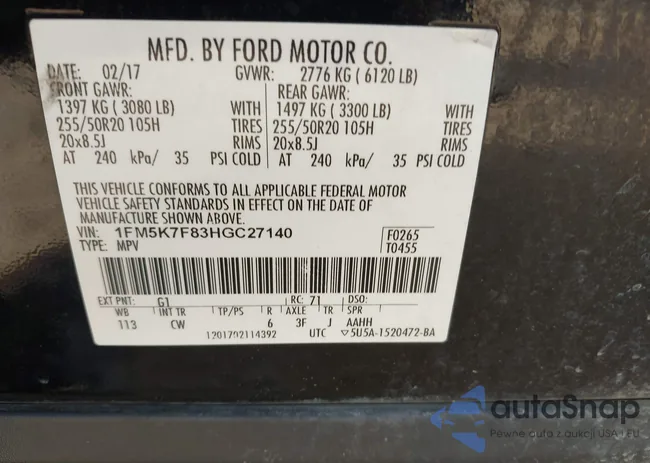 MFD. BY FORD MOTOR CO.
DATE: 02/17 GVWR: 2776 KG ( 6120 LB)
FRONT GAWR: REAR GAWR:
1397 KG ( 3080 LB) WITH 1497 KG ( 3300 LB) WITH
255/50R20 105H TIRES 255/50R20 105H TIRES
20x8.5J RIMS 20x8.5J RIMS
AT 240 kPa/ 35 PSI COLD AT 240 kPa/ 35 PSI COLD
THIS VEHICLE CONFORMS TO ALL APPLICABLE FEDERAL MOTOR
VEHICLE SAFETY STANDARDS IN EFFECT ON THE DATE OF
MANUFACTURE SHOWN ABOVE.
VIN: 1FM5K7F83HGC27140 F0265
TYPE: MPV T0455
EXT PNT: G1 RC: 71 DSO:
WB INT TR TP/PS R AXLE TR SPR
113 CW 6 3F J AAHH
1201702114392 UTC ▽5U5A-1520472-BA
autoSnap
Pewne auta z aukcji USA i EU